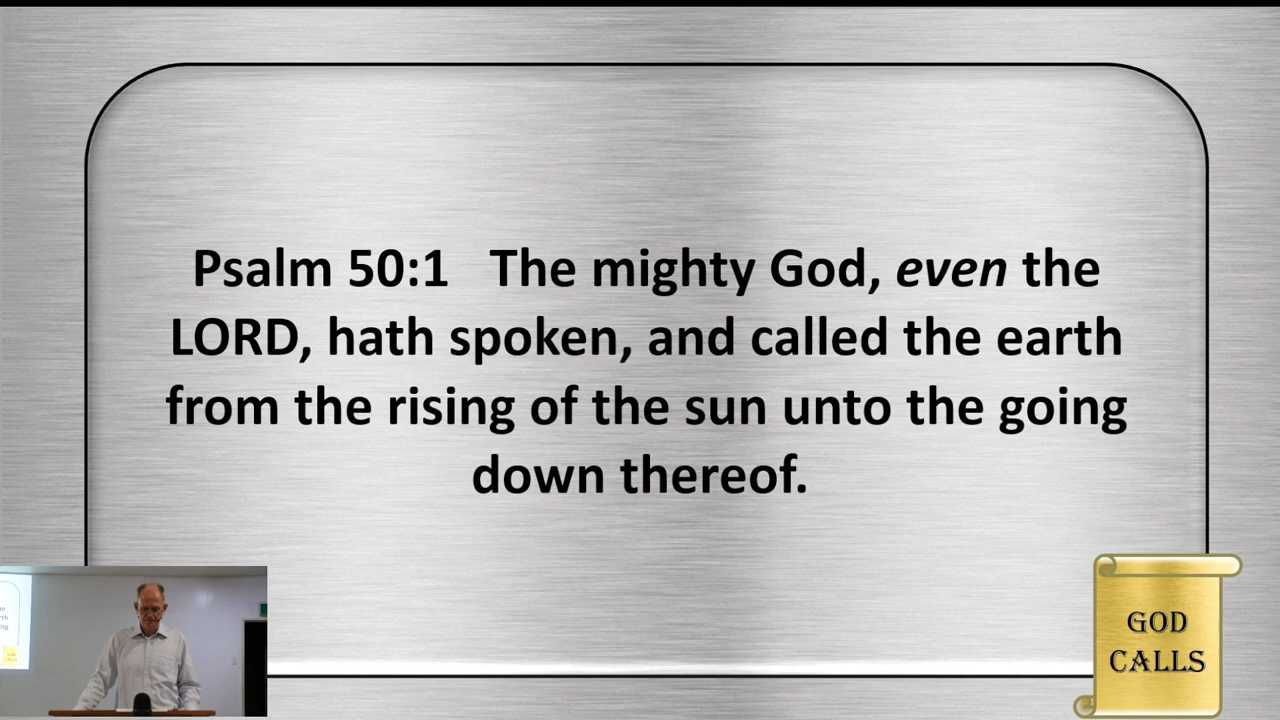 Psalm 50:1 The mighty God, even the
LORD, hath spoken, and called the earth
from the rising of the sun unto the going
down thereof.
GOD
CALLS